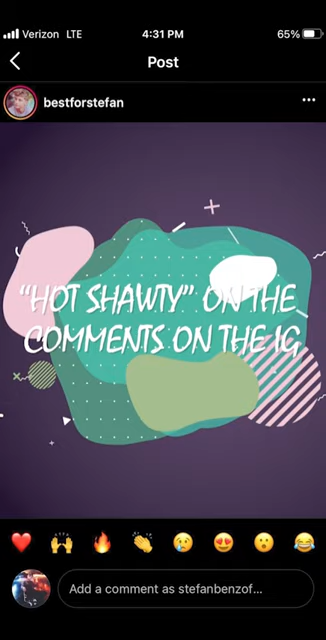 Verizon LTE 4:31 PM 65%
Post
bestforstefan
“HOT SHAWTY” ON THE
COMMENTS ON THE IG
Add a comment as stefanbenzof...